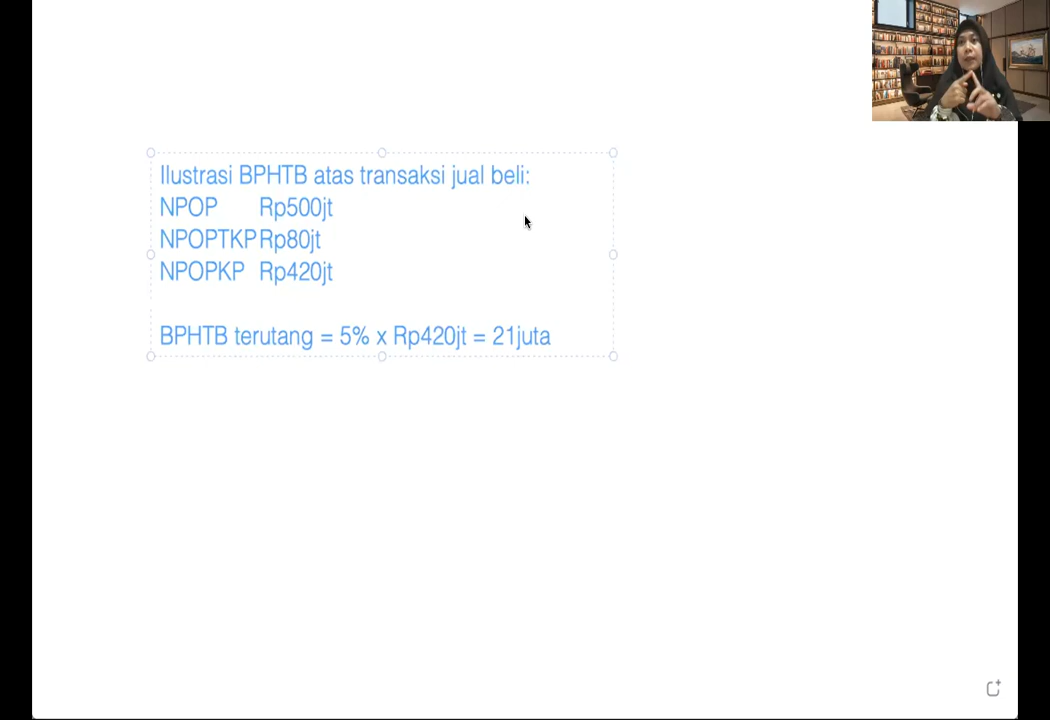 Ilustrasi BPHTB atas transaksi jual beli:
NPOP Rp500jt
NPOPTKP Rp80jt
NPOPKP Rp420jt
BPHTB terutang = 5% x Rp420jt = 21juta